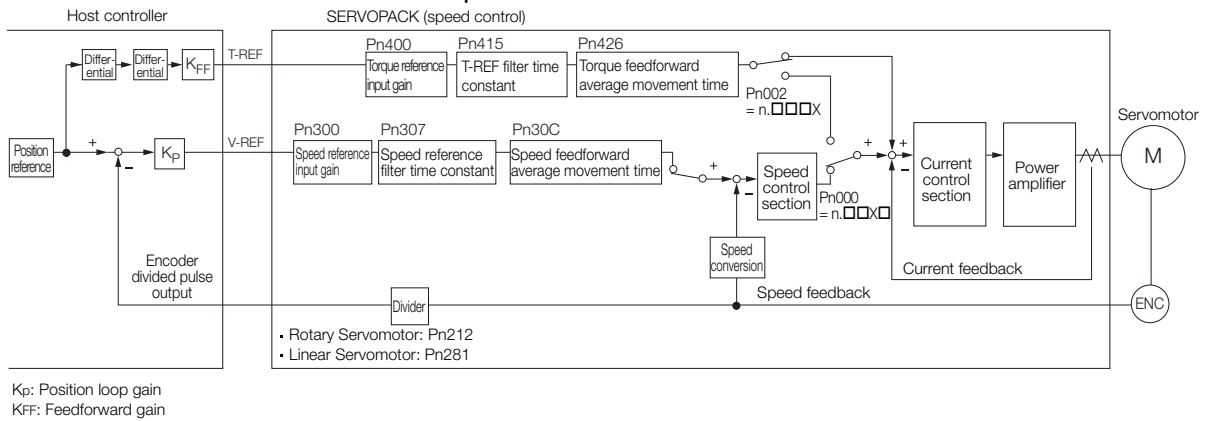 Host controller
SERVOPACK (speed control)
Differ-
ential
Differ-
ential
KFF
T-REF
Pn400
Torque reference
input gain
Pn415
T-REF filter time
constant
Pn426
Torque feedforward
average movement time
Pn002
= n.□□□X
Servomotor
M
Position
reference
+
-
KP
V-REF
Pn300
Speed reference
input gain
Pn307
Speed reference
filter time constant
Pn30C
Speed feedforward
average movement time
+
-
Speed
control
section
Pn000
= n.□□X□
+
+
-
Current
control
section
Power
amplifier
Speed
conversion
Current feedback
Encoder
divided pulse
output
Divider
Speed feedback
ENC
▪ Rotary Servomotor: Pn212
▪ Linear Servomotor: Pn281
KP: Position loop gain
KFF: Feedforward gain